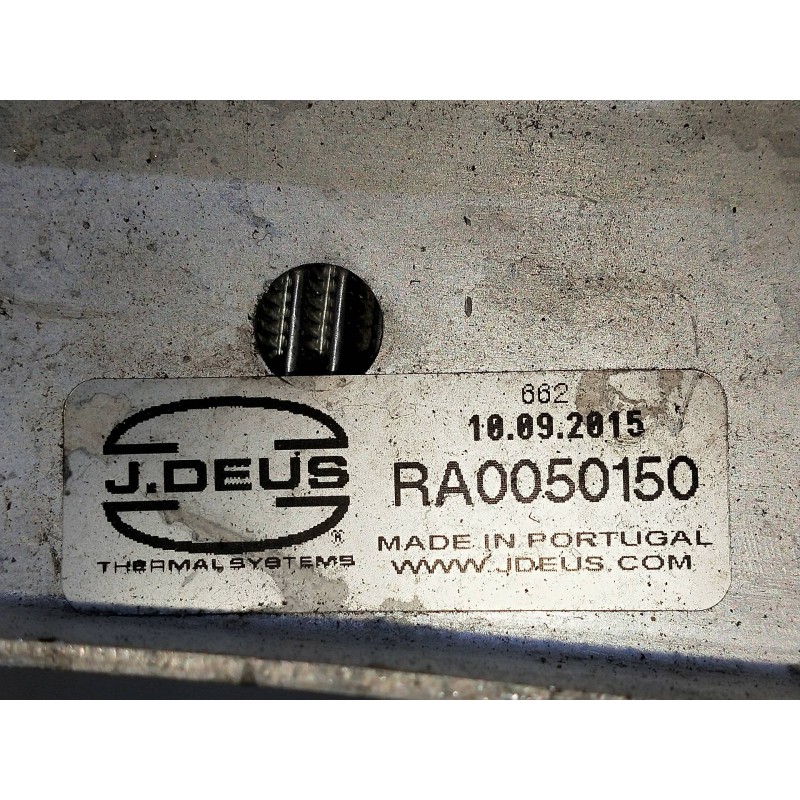 J.DEUS
®
THERMAL SYSTEMS
662
10.09.2015
RA0050150
MADE IN PORTUGAL
WWW.JDEUS.COM